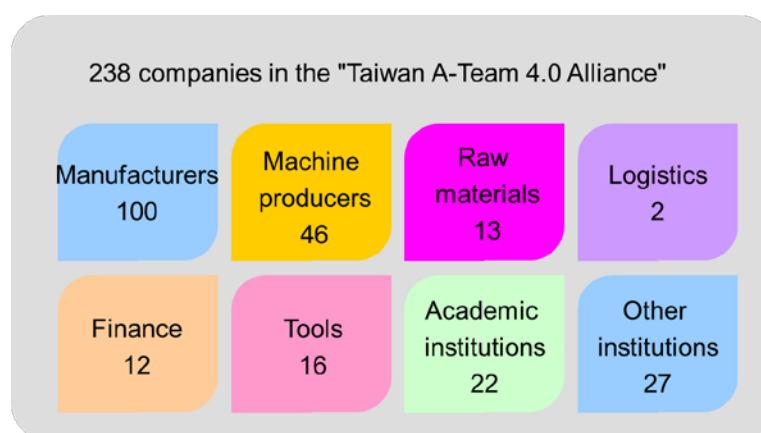 238 companies in the "Taiwan A-Team 4.0 Alliance"
Manufacturers
100
Machine
producers
46
Raw
materials
13
Logistics
2
Finance
12
Tools
16
Academic
institutions
22
Other
institutions
27